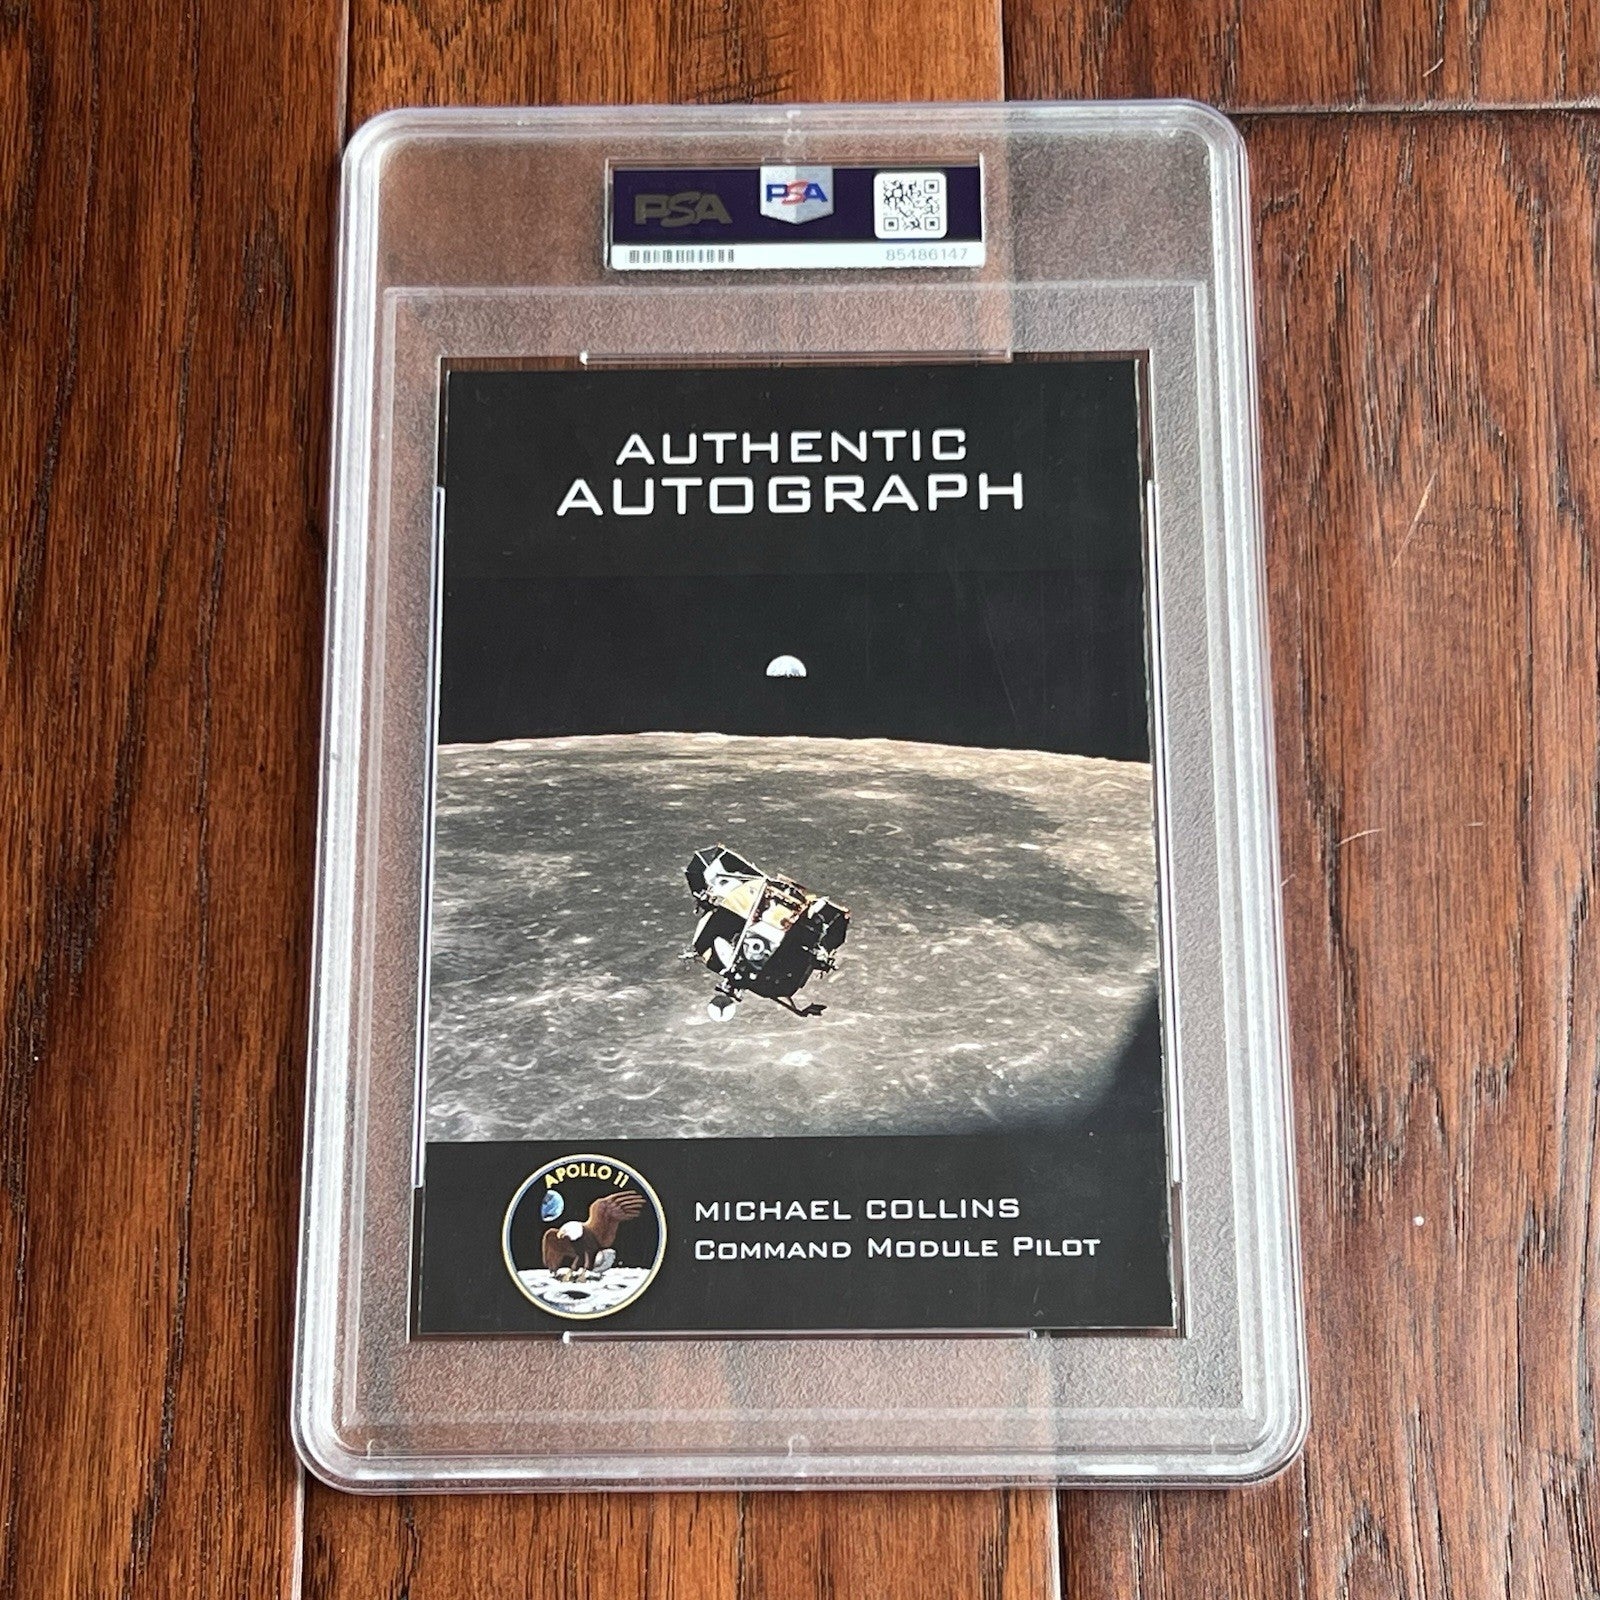 PSA
PSA
85486147
AUTHENTIC
AUTOGRAPH
APOLLO 11
MICHAEL COLLINS
COMMAND MODULE PILOT